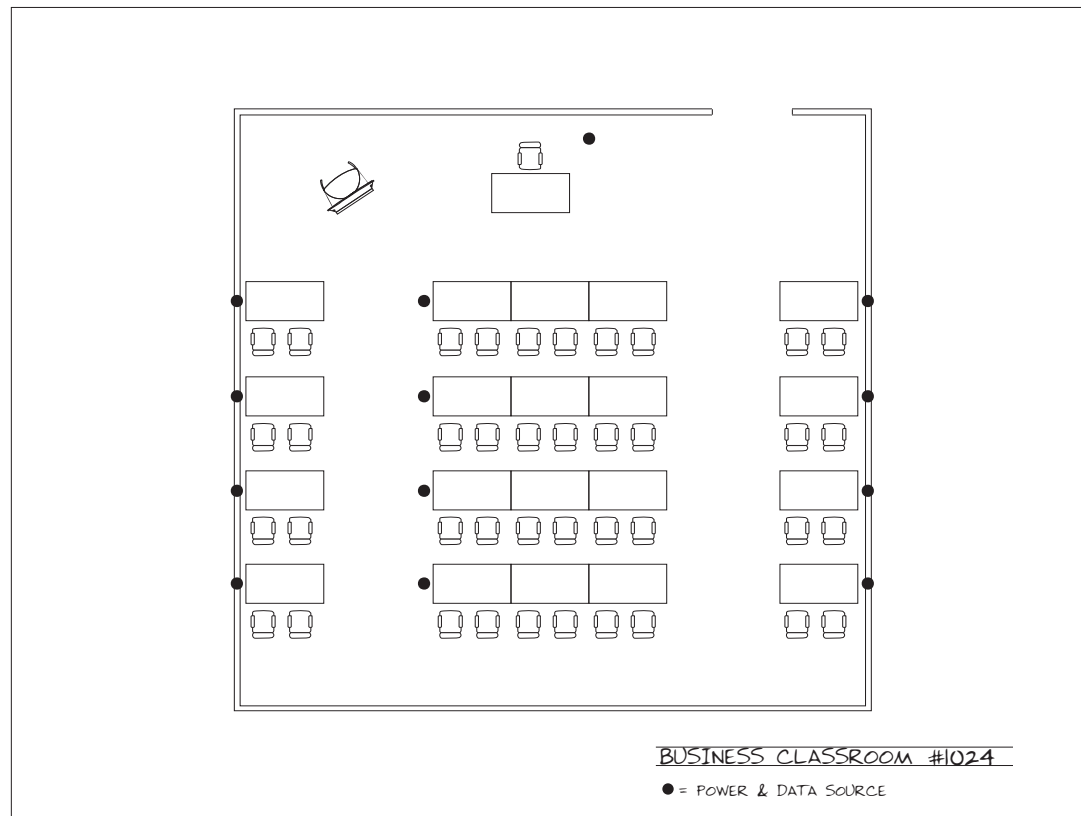 BUSINESS CLASSROOM #1024
● = POWER & DATA SOURCE